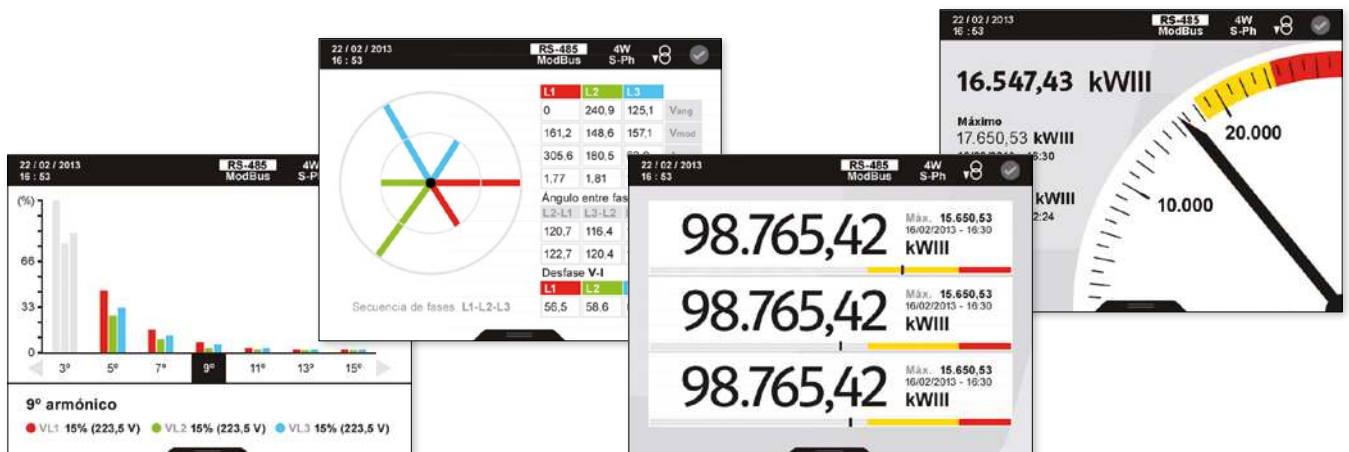 22 / 02 / 2013
16 : 53
RS-485
ModBus
4W
S-Ph
(%)
66
33
0
3º 5º 7º 9º 11º 13º 15º
9º armónico
VL1 15% (223,5 V) VL2 15% (223,5 V) VL3 15% (223,5 V)
22 / 02 / 2013
16 : 53
RS-485
ModBus
4W
S-Ph
L1 L2 L3
0 240,9 125,1 Vang
161,2 148,6 157,1 Vmod
305,6 180,5
1,77 1,81
Ángulo entre fas
L2-L1 L3-L2
120,7 116,4
122,7 120,4
Desfase V-I
L1 L2
56,5 58,6
Secuencia de fases L1-L2-L3
22 / 02 / 2013
16 : 53
RS-485
ModBus
4W
S-Ph
98.765,42
Máx. 15.650,53
16/02/2013 - 16:30
kWIII
98.765,42
Máx. 15.650,53
16/02/2013 - 16:30
kWIII
98.765,42
Máx. 15.650,53
16/02/2013 - 16:30
kWIII
22 / 02 / 2013
16 : 53
RS-485
ModBus
4W
S-Ph
16.547,43 kWIII
Máximo
17.650,53 kWIII
kWIII
20.000
10.000